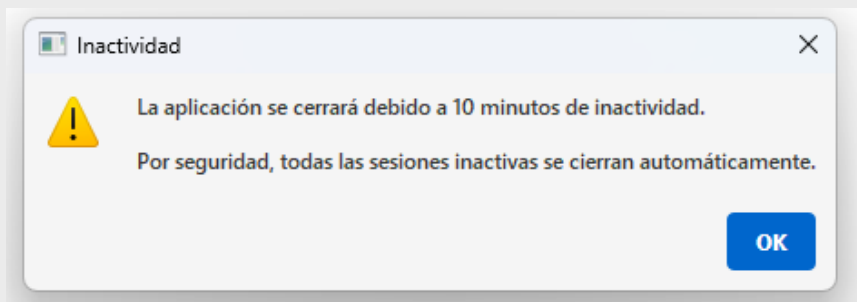 Inactividad
La aplicación se cerrará debido a 10 minutos de inactividad.
Por seguridad, todas las sesiones inactivas se cierran automáticamente.
OK